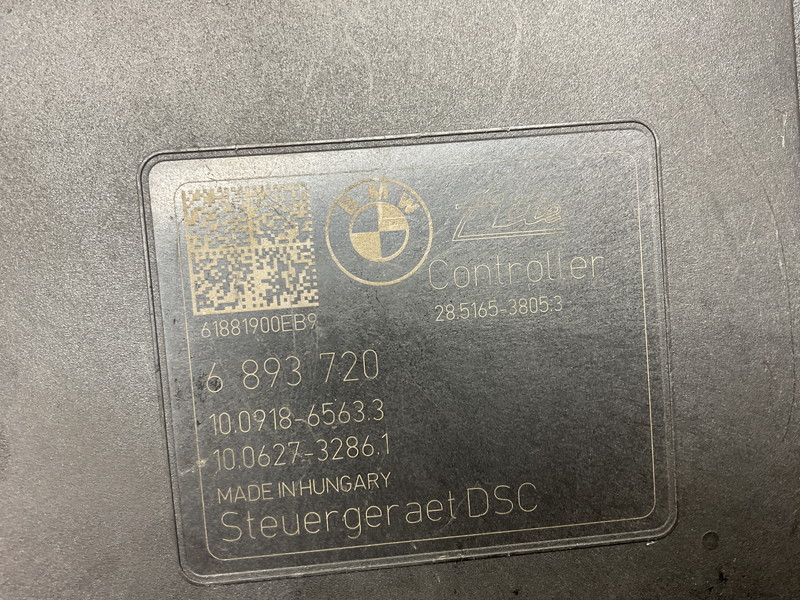 BMW
Ate
Controller
28.5165-3805.3
61881900EB9
6 893 720
10.0918-6563.3
10.0627-3286.1
MADE IN HUNGARY
Steuergeraet DSC